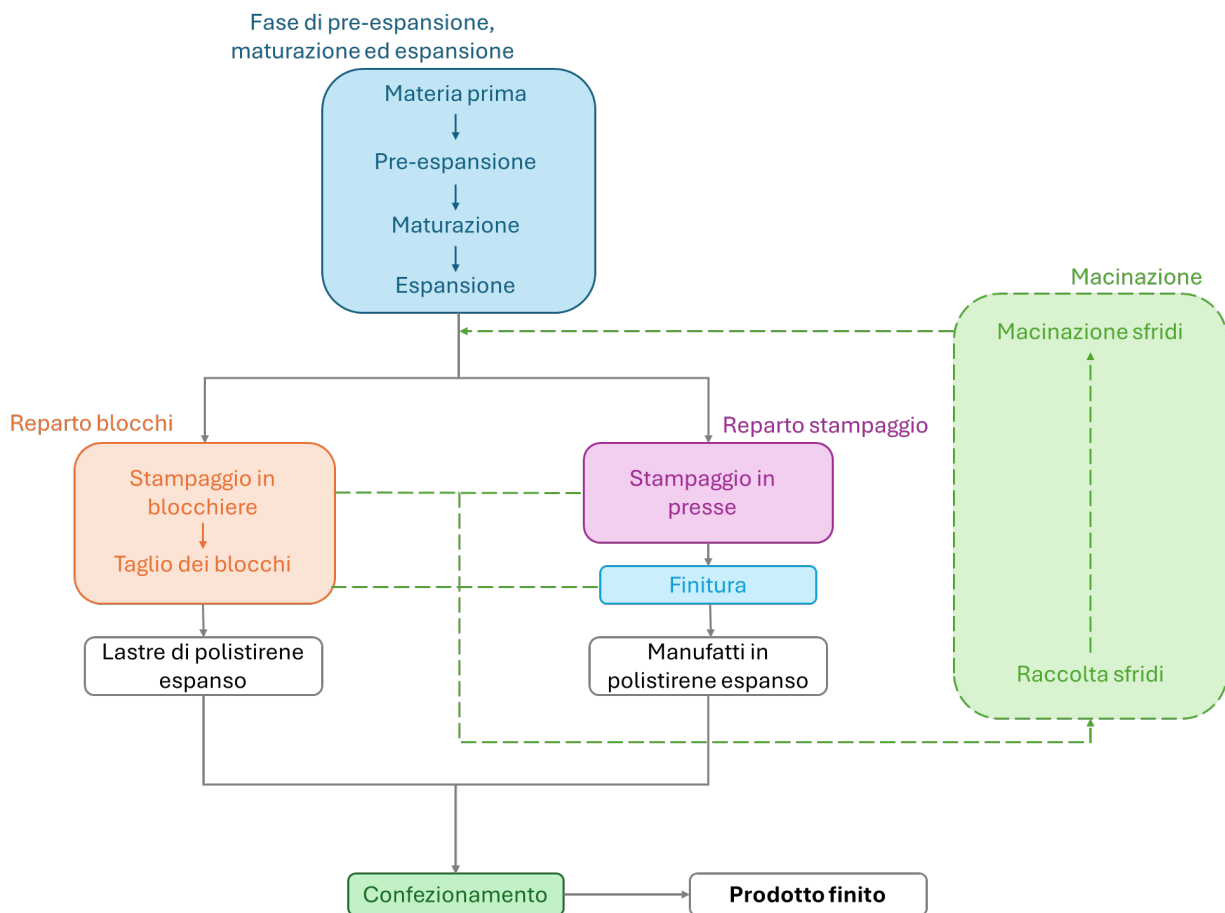 Fase di pre-espansione,
maturazione ed espansione
Materia prima
Pre-espansione
Maturazione
Espansione
Macinazione
Macinazione sfridi
Raccolta sfridi
Reparto blocchi
Stampaggio in
blocchiere
Taglio dei blocchi
Reparto stampaggio
Stampaggio in
presse
Finitura
Lastre di polistirene
espanso
Manufatti in
polistirene espanso
Confezionamento
Prodotto finito